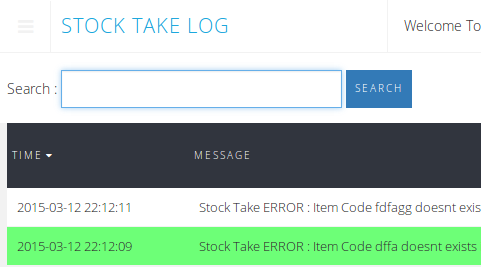 STOCK TAKE LOG
Welcome To
Search :
SEARCH
TIME MESSAGE
2015-03-12 22:12:11 Stock Take ERROR : Item Code fdfagg doesnt exis
2015-03-12 22:12:09 Stock Take ERROR : Item Code dffa doesnt exists